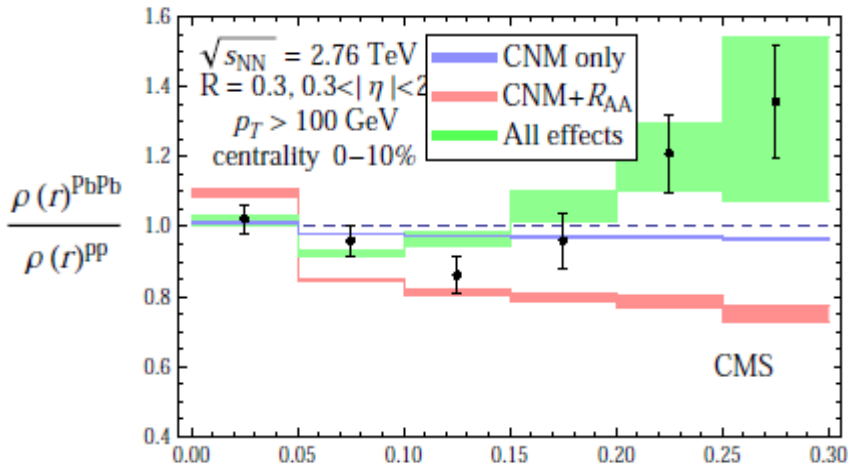 1.6
1.4
1.2
1.0
0.8
0.6
0.4
ρ(r)^PbPb
ρ(r)^pp
√s_NN = 2.76 TeV
R = 0.3, 0.3<| η |<2
p_T > 100 GeV
centrality 0–10%
CNM only
CNM+R_AA
All effects
CMS
0.00 0.05 0.10 0.15 0.20 0.25 0.30